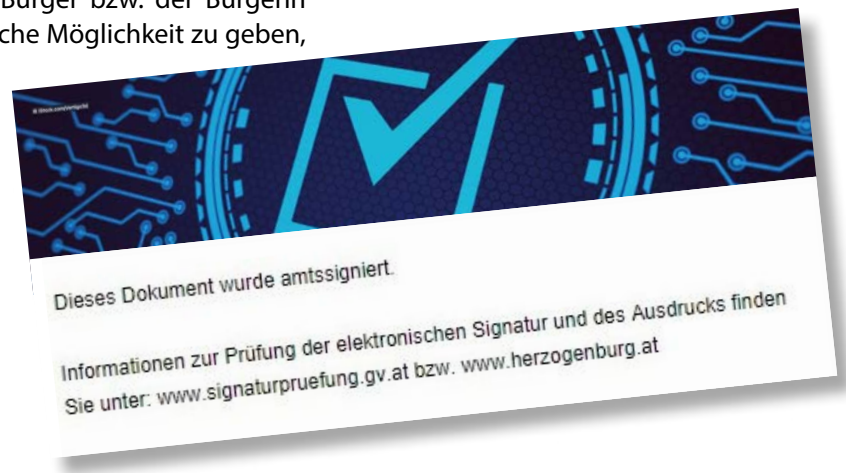 Bürger bzw. der Bürgerin
che Möglichkeit zu geben,
Dieses Dokument wurde amtssigniert.
Informationen zur Prüfung der elektronischen Signatur und des Ausdrucks finden
Sie unter: www.signaturpruefung.gv.at bzw. www.herzogenburg.at